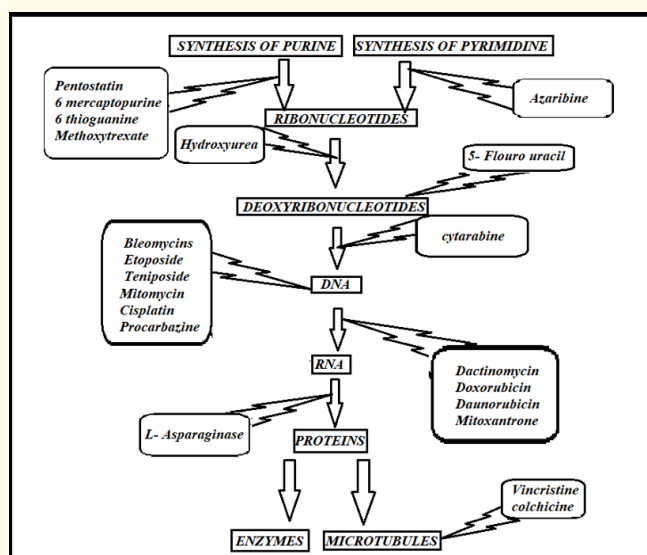 SYNTHESIS OF PURINE
SYNTHESIS OF PYRIMIDINE
Pentostatin
6 mercaptopurine
6 thioguanine
Methoxytrexate
Azaribine
RIBONUCLEOTIDES
Hydroxyurea
5- Flouro uracil
DEOXYRIBONUCLEOTIDES
cytarabine
Bleomycins
Etoposide
Teniposide
Mitomycin
Cisplatin
Procarbazine
DNA
RNA
Dactinomycin
Doxorubicin
Daunorubicin
Mitoxantrone
L- Asparaginase
PROTEINS
Vincristine
colchicine
ENZYMES
MICROTUBULES